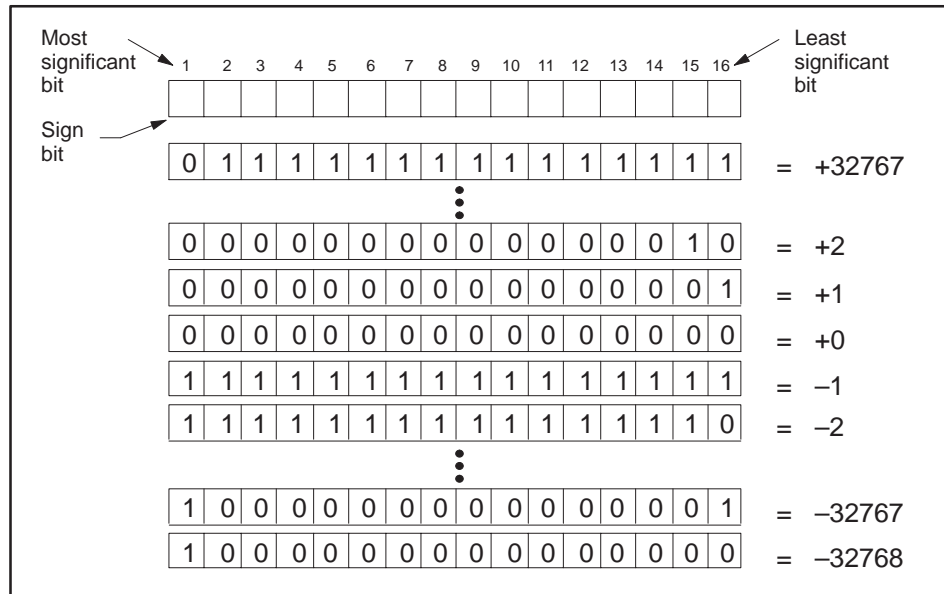 Most
significant
bit
1 2 3 4 5 6 7 8 9 10 11 12 13 14 15 16
Least
significant
bit
Sign
bit
0 1 1 1 1 1 1 1 1 1 1 1 1 1 1 1 = +32767
0 0 0 0 0 0 0 0 0 0 0 0 0 0 1 0 = +2
0 0 0 0 0 0 0 0 0 0 0 0 0 0 0 1 = +1
0 0 0 0 0 0 0 0 0 0 0 0 0 0 0 0 = +0
1 1 1 1 1 1 1 1 1 1 1 1 1 1 1 1 = –1
1 1 1 1 1 1 1 1 1 1 1 1 1 1 1 0 = –2
1 0 0 0 0 0 0 0 0 0 0 0 0 0 0 1 = –32767
1 0 0 0 0 0 0 0 0 0 0 0 0 0 0 0 = –32768